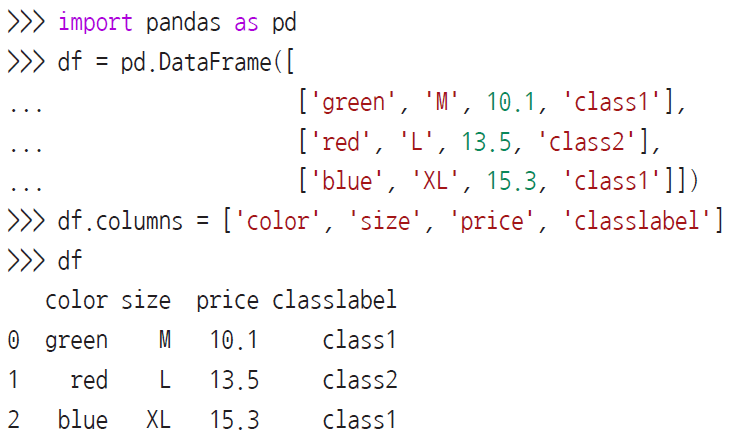 >>> import pandas as pd
>>> df = pd.DataFrame([
...                   ['green', 'M', 10.1, 'class1'],
...                   ['red', 'L', 13.5, 'class2'],
...                   ['blue', 'XL', 15.3, 'class1']])
>>> df.columns = ['color', 'size', 'price', 'classlabel']
>>> df
   color size  price classlabel
0  green    M   10.1     class1
1    red    L   13.5     class2
2   blue   XL   15.3     class1